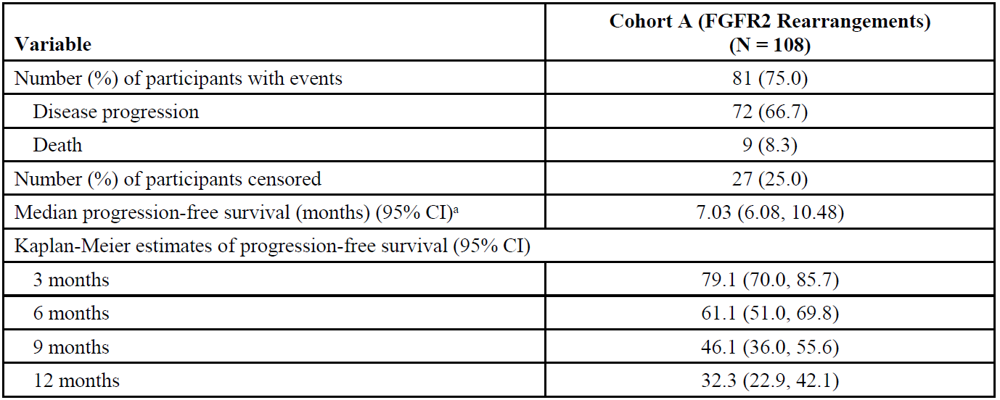 Variable
Cohort A (FGFR2 Rearrangements)
(N = 108)
Number (%) of participants with events
81 (75.0)
Disease progression
72 (66.7)
Death
9 (8.3)
Number (%) of participants censored
27 (25.0)
Median progression-free survival (months) (95% CI)ᵃ
7.03 (6.08, 10.48)
Kaplan-Meier estimates of progression-free survival (95% CI)
3 months
79.1 (70.0, 85.7)
6 months
61.1 (51.0, 69.8)
9 months
46.1 (36.0, 55.6)
12 months
32.3 (22.9, 42.1)